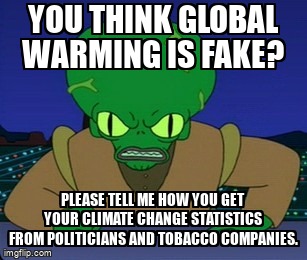 YOU THINK GLOBAL
WARMING IS FAKE?
PLEASE TELL ME HOW YOU GET
YOUR CLIMATE CHANGE STATISTICS
FROM POLITICIANS AND TOBACCO COMPANIES.
imgflip.com